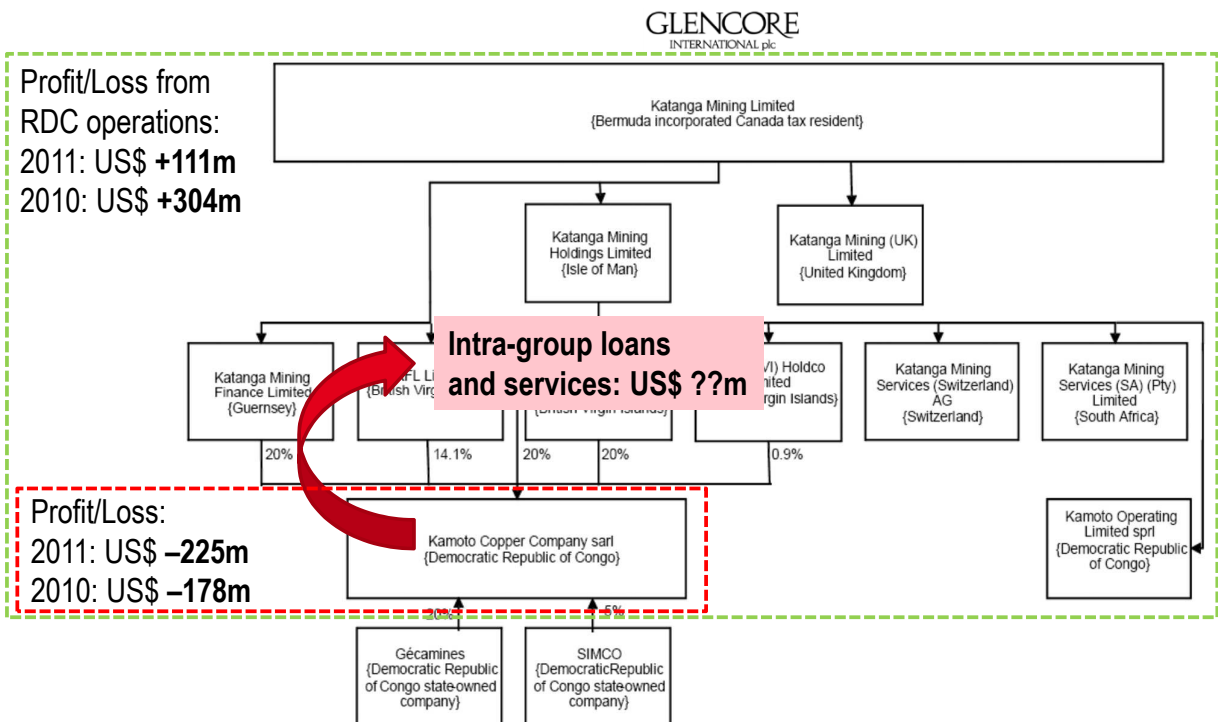 GLENCORE
INTERNATIONAL plc
Profit/Loss from
RDC operations:
2011: US$ +111m
2010: US$ +304m
Katanga Mining Limited
{Bermuda incorporated Canada tax resident}
Katanga Mining
Holdings Limited
{Isle of Man}
Katanga Mining (UK)
Limited
{United Kingdom}
Intra-group loans
and services: US$ ??m
Katanga Mining
Finance Limited
{Guernsey}
{British
British Virgin Islands}
Holdco
Islands}
Katanga Mining
Services (Switzerland)
AG
{Switzerland}
Katanga Mining
Services (SA) (Pty)
Limited
{South Africa}
20%
14.1%
20%
20%
0.9%
Profit/Loss:
2011: US$ –225m
2010: US$ –178m
Kamoto Copper Company sarl
{Democratic Republic of Congo}
Kamoto Operating
Limited sprl
{Democratic Republic
of Congo}
20%
5%
Gécamines
{Democratic Republic
of Congo state-owned
company}
SIMCO
{DemocraticRepublic
of Congo state-owned
company}